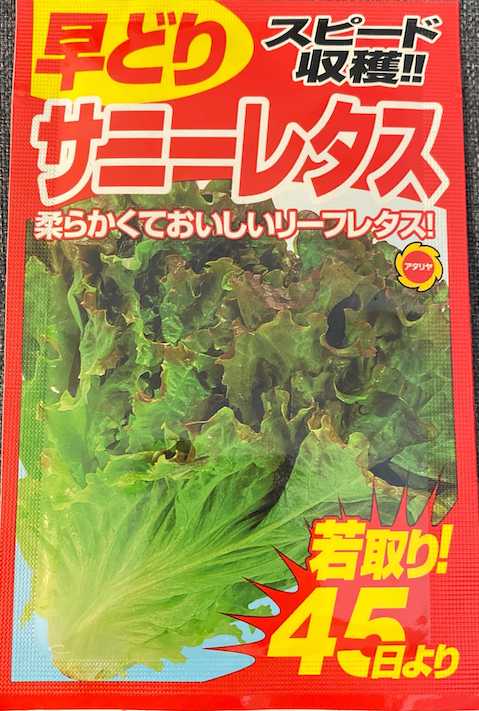 早どり
スピード
収穫!!
サニーレタス
柔らかくておいしいリーフレタス!
アタリヤ
若取り!
45日より